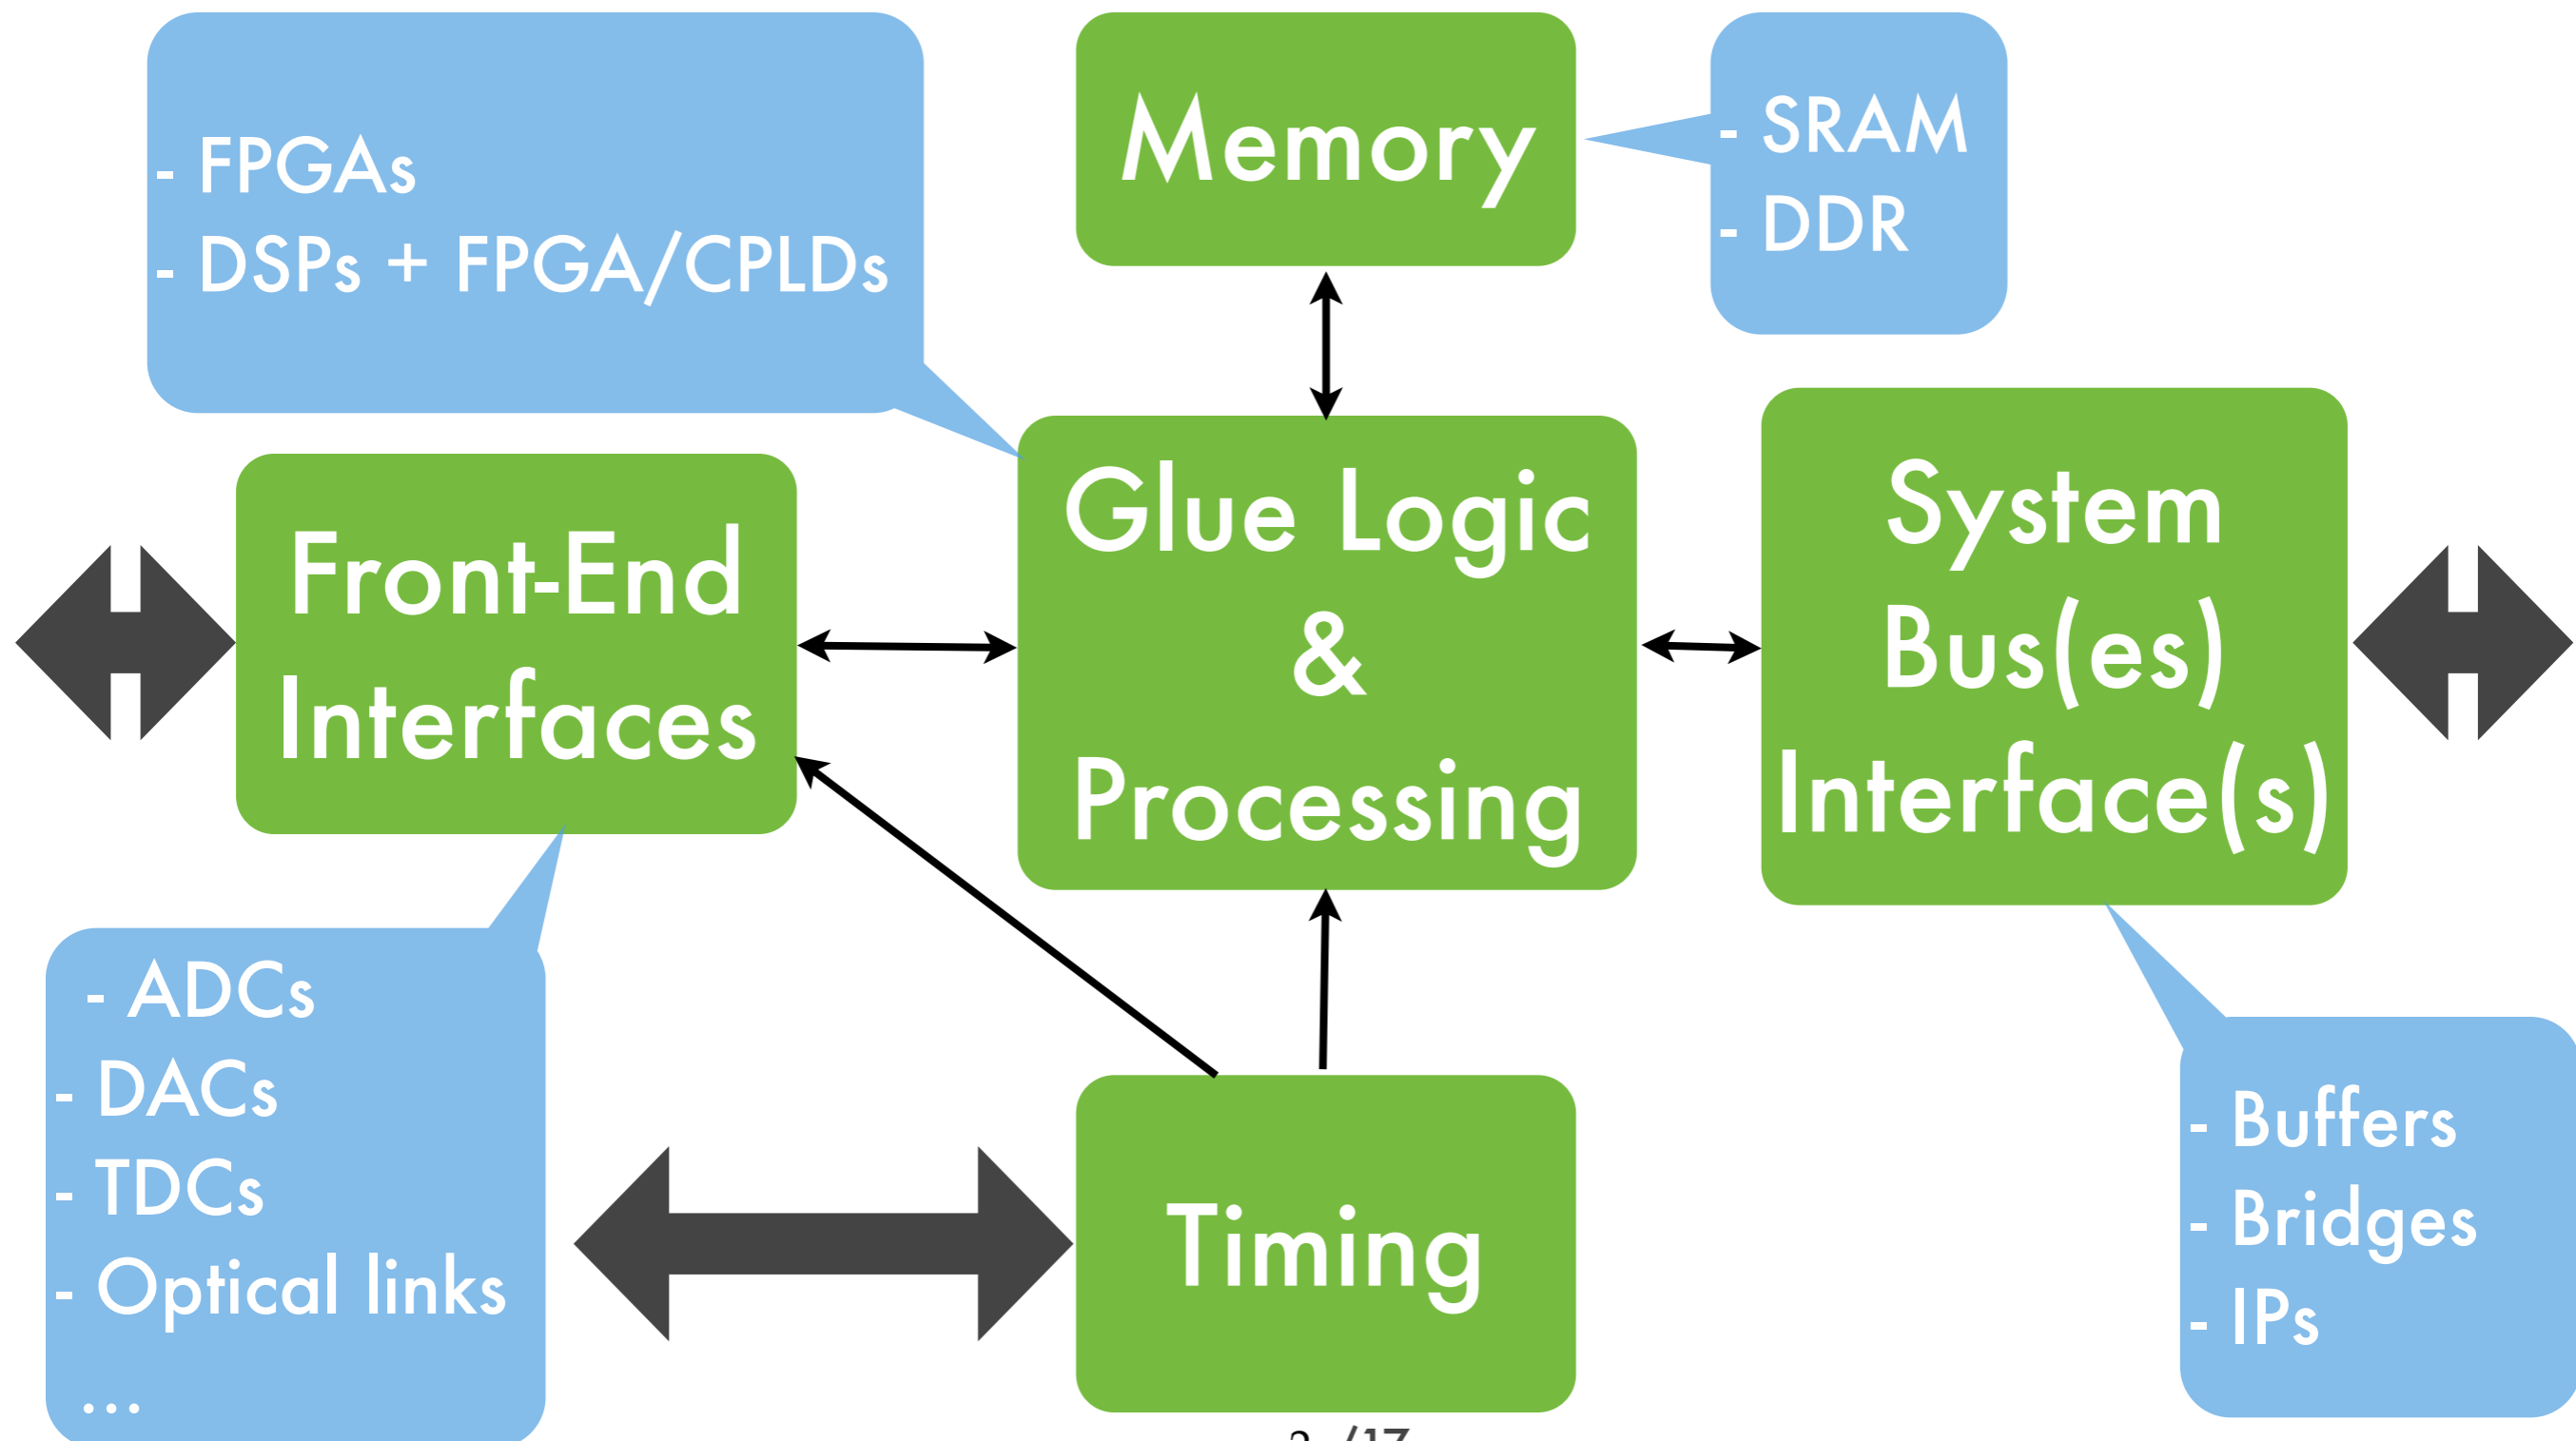 - FPGAs
- DSPs + FPGA/CPLDs
Memory
- SRAM
- DDR
Front-End
Interfaces
Glue Logic
&
Processing
System
Bus(es)
Interface(s)
- ADCs
- DACs
- TDCs
- Optical links
...
Timing
- Buffers
- Bridges
- IPs
/17